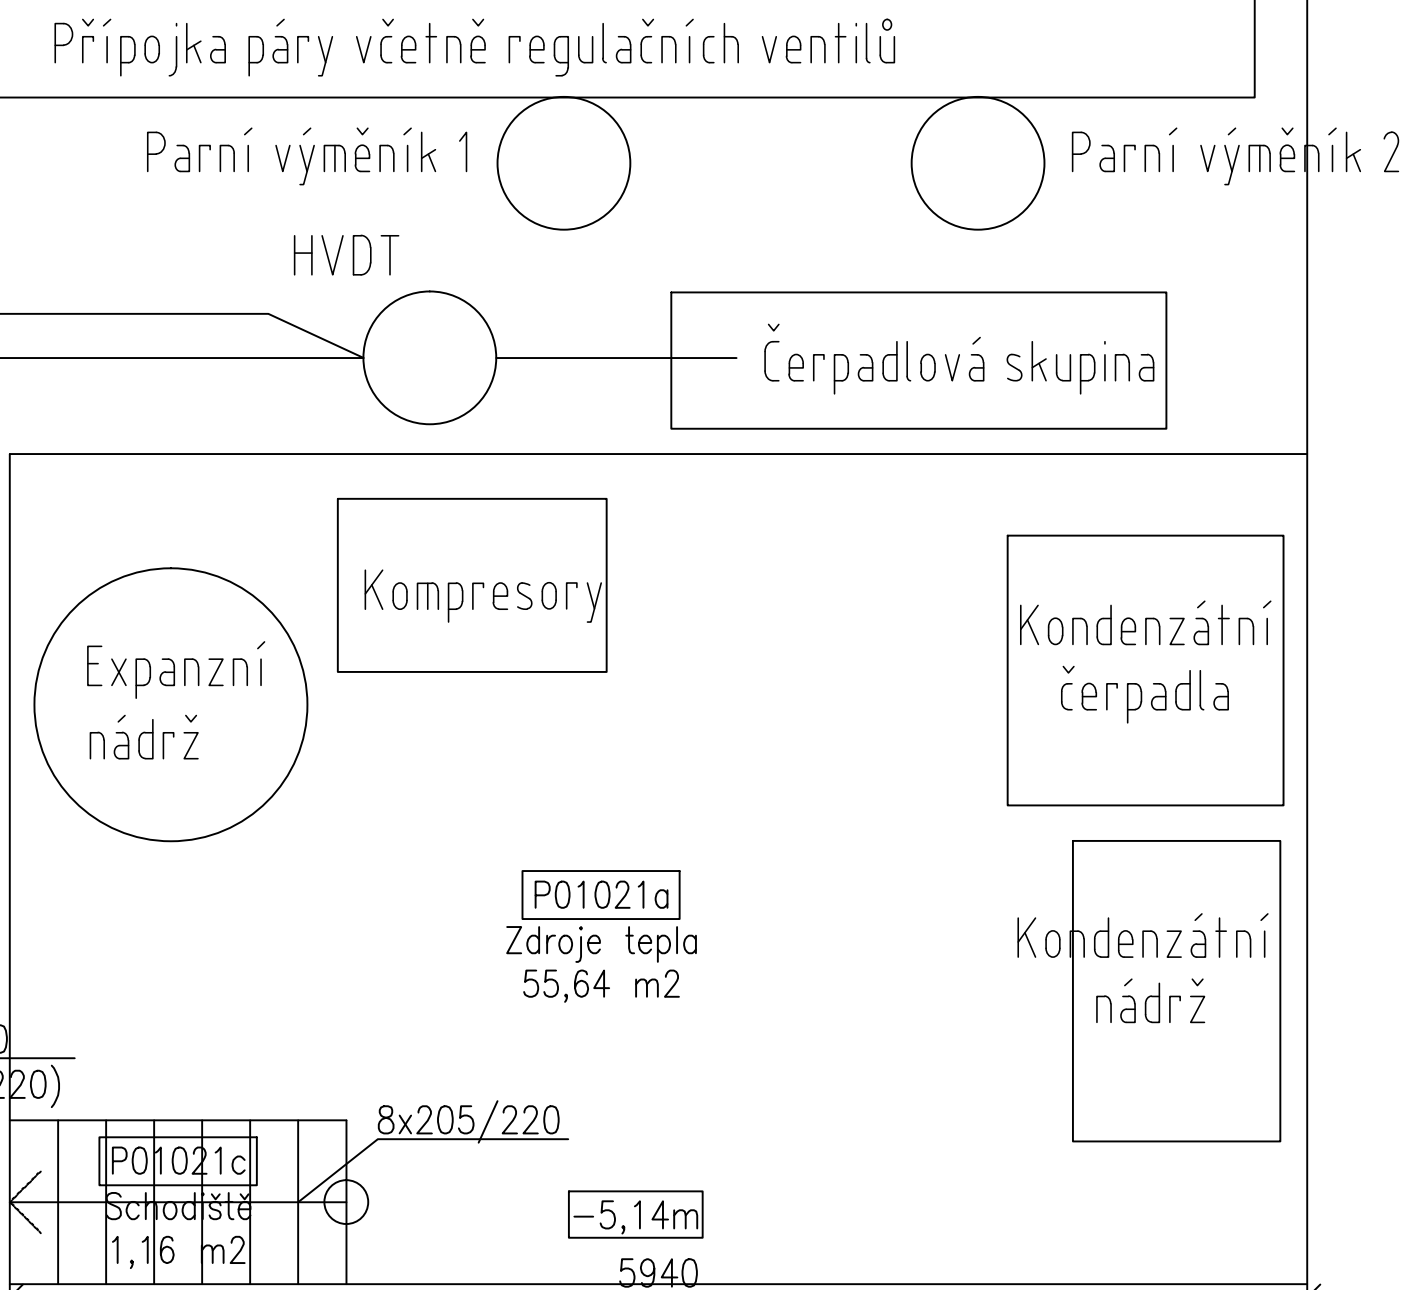 Přípojka páry včetně regulačních ventilů
Parní výměník 1
Parní výměník 2
HVDT
Čerpadlová skupina
Kompresory
Expanzní
nádrž
Kondenzátní
čerpadla
P01021a
Zdroje tepla
55,64 m2
Kondenzátní
nádrž
220)
8x205/220
P01021c
Schodiště
1,16 m2
-5,14m
5940